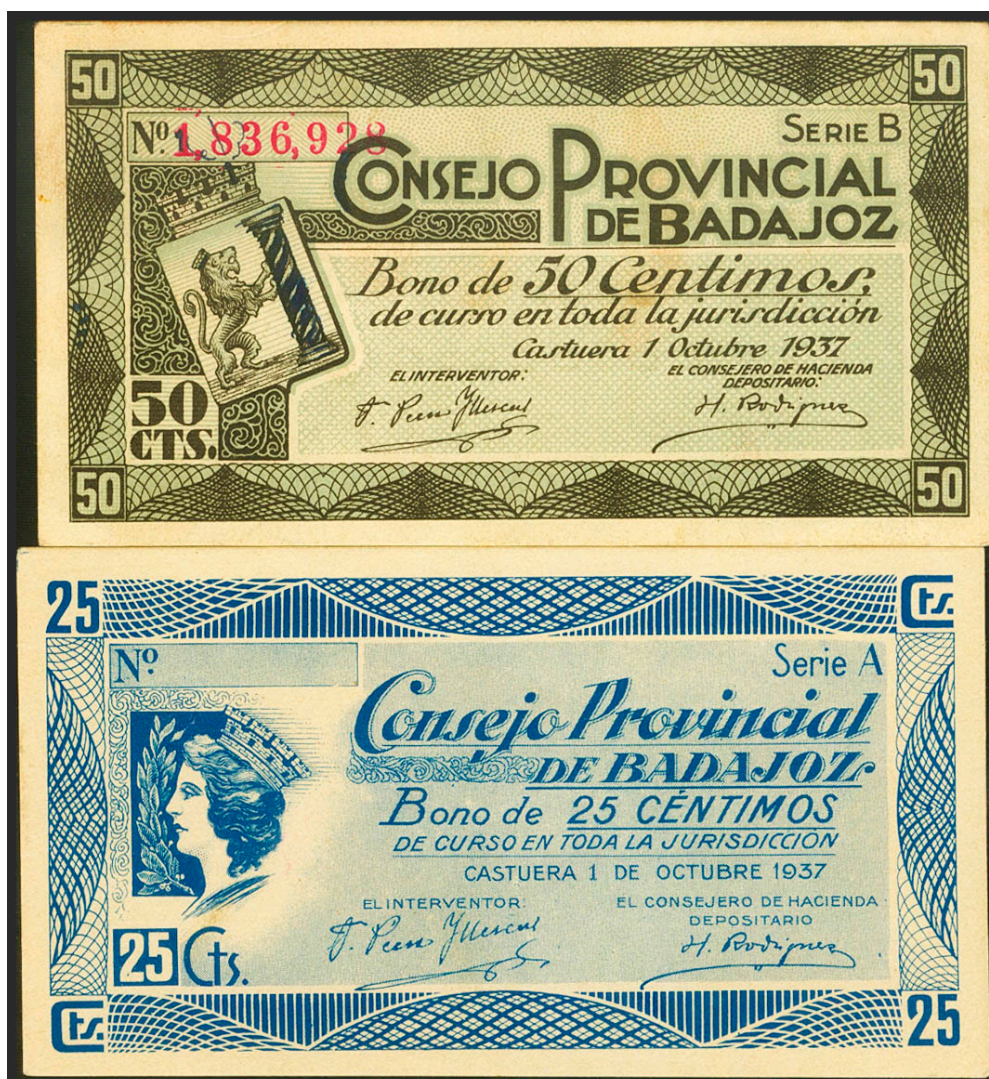 50 50
Nº 1,836,928
SERIE B
CONSEJO PROVINCIAL
DE BADAJOZ
Bono de 50 Centimos,
de curso en toda la jurisdicción
Castuera 1 Octubre 1937
EL INTERVENTOR:
EL CONSEJERO DE HACIENDA
DEPOSITARIO:
H. Rodriguez
50
CTS.
50 50
25 Cts.
Nº
Serie A
Consejo Provincial
DE BADAJOZ
Bono de 25 CÉNTIMOS
DE CURSO EN TODA LA JURISDICCIÓN
CASTUERA 1 DE OCTUBRE 1937
EL INTERVENTOR:
EL CONSEJERO DE HACIENDA
DEPOSITARIO
H. Rodriguez
25 Cts.
Cts. 25